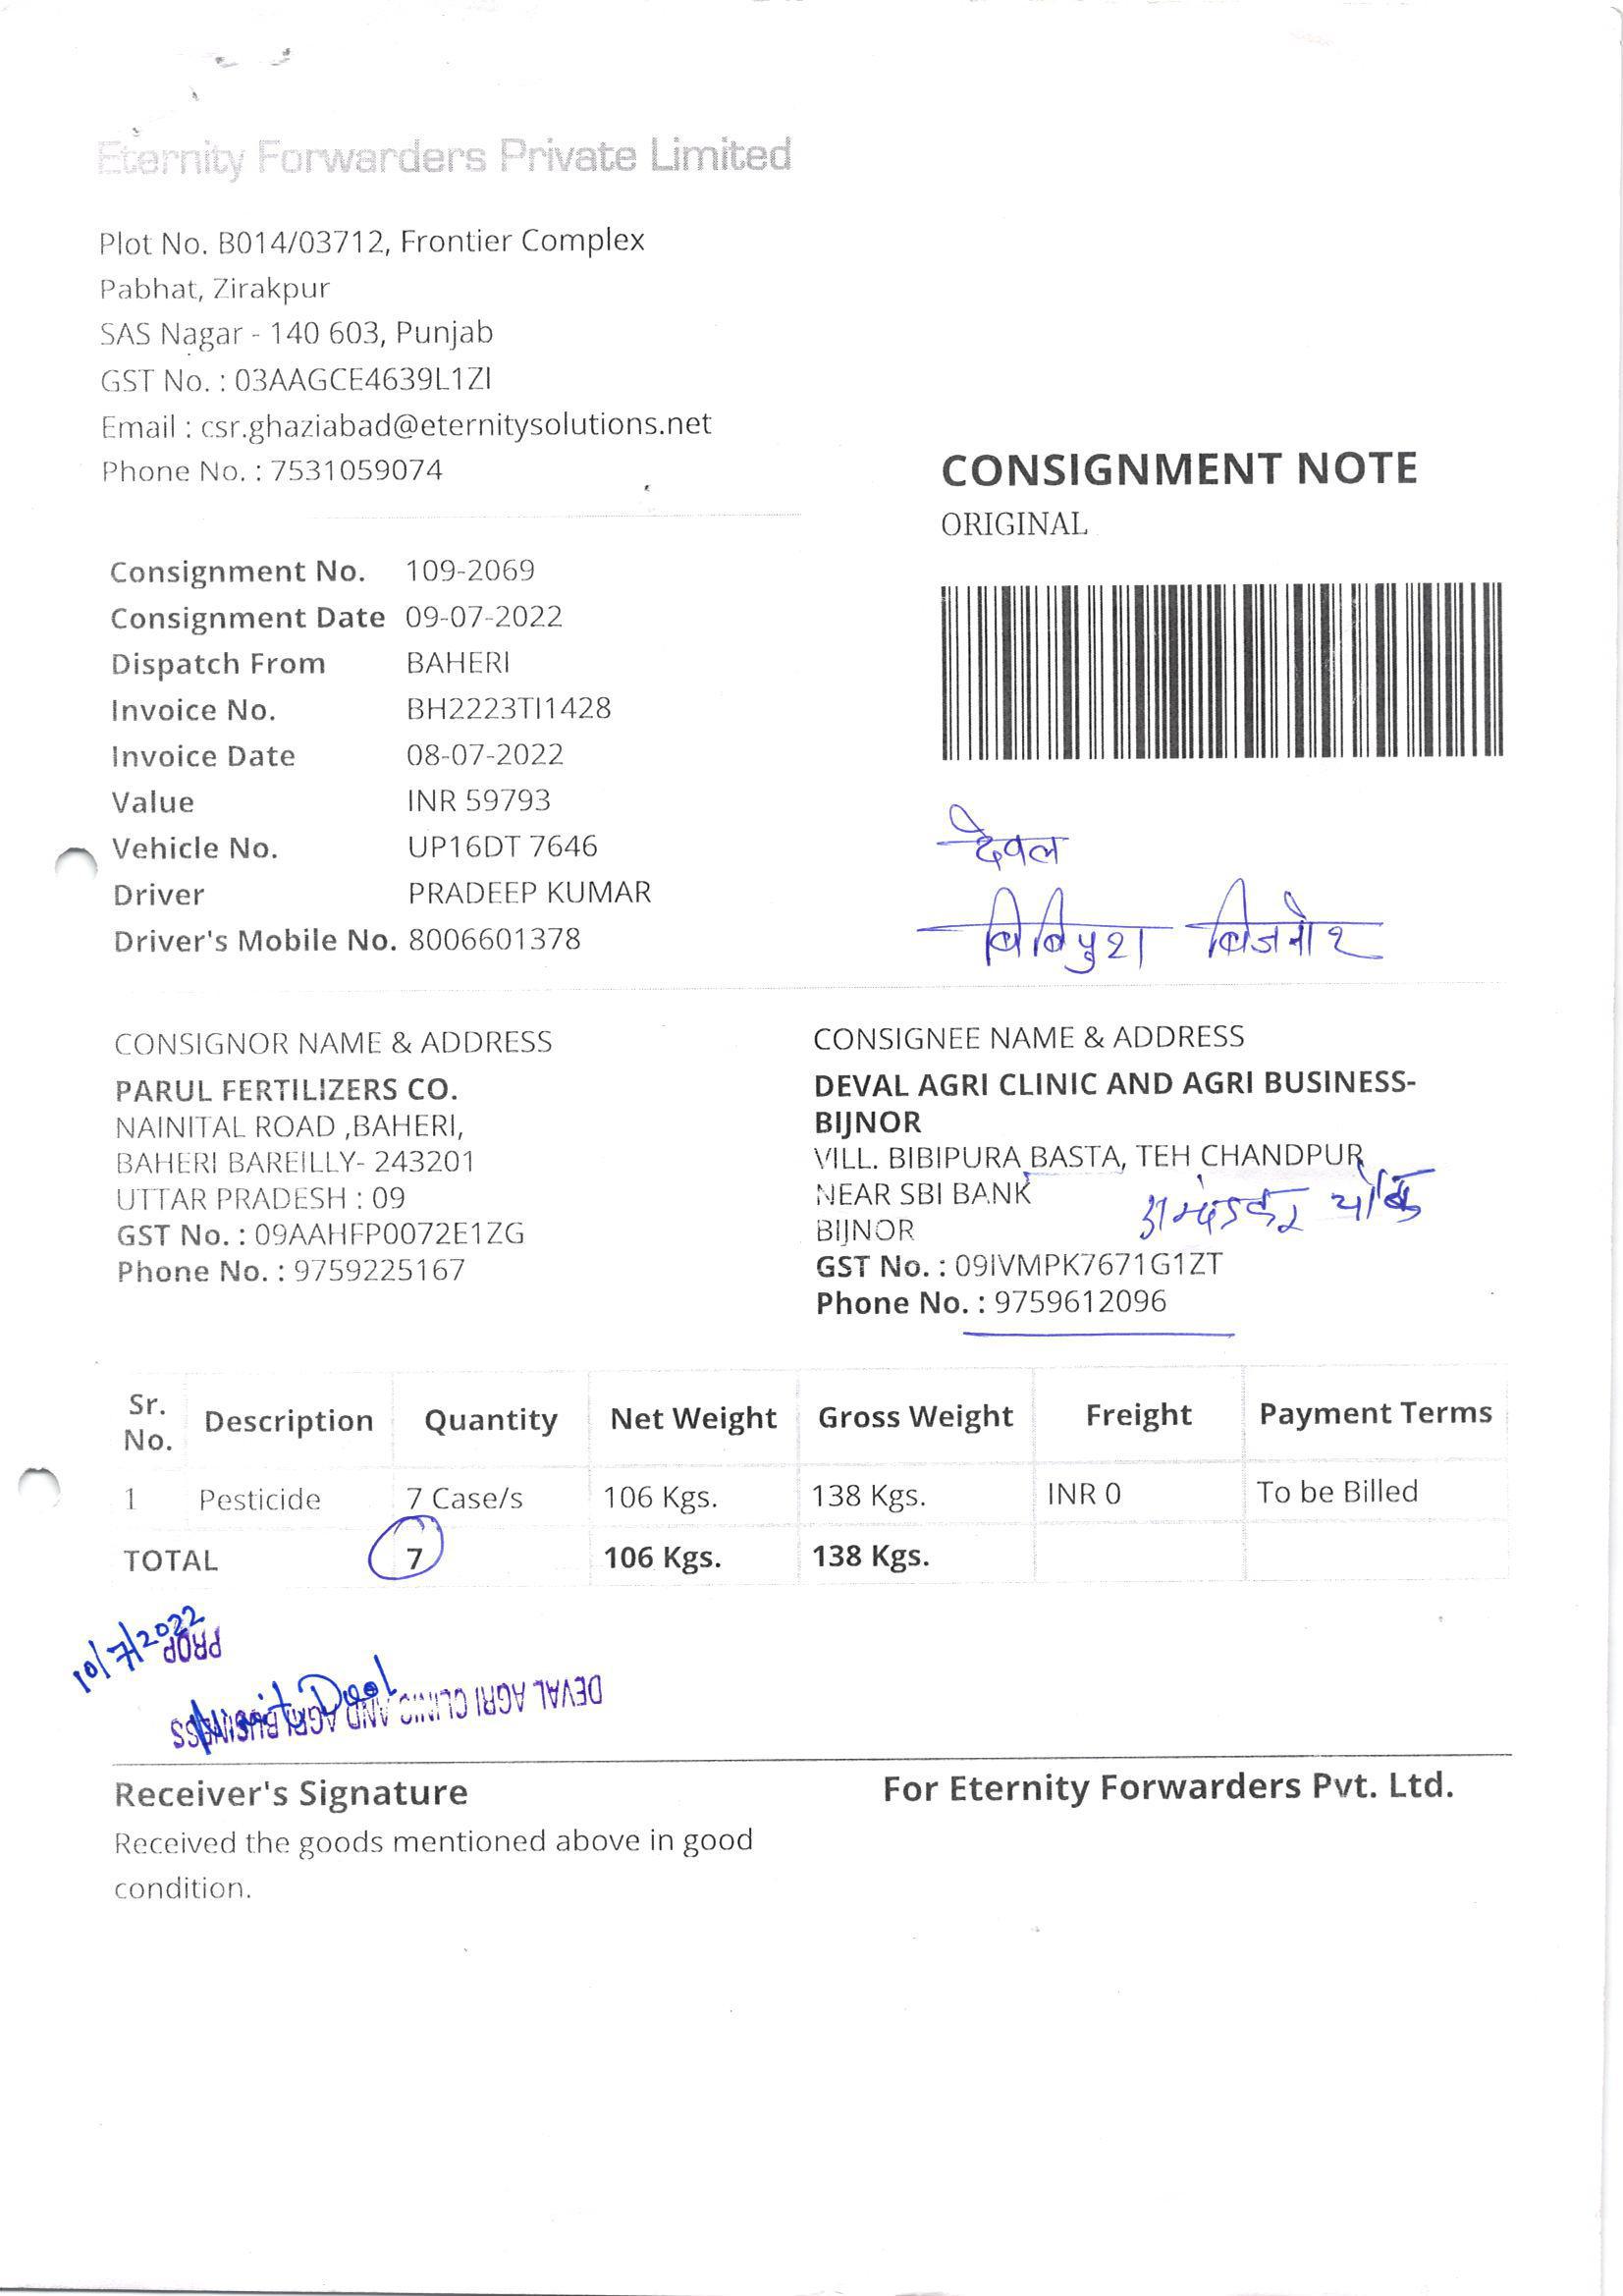 Eternity Forwarders Private Limited
Plot No. B014/03712, Frontier Complex
Pabhat, Zirakpur
SAS Nagar - 140 603, Punjab
GST No. : 03AAGCE4639L1ZI
Email : csr.ghaziabad@eternitysolutions.net
Phone No. : 7531059074
CONSIGNMENT NOTE
ORIGINAL
Consignment No. 109-2069
Consignment Date 09-07-2022
Dispatch From BAHERI
Invoice No. BH2223TI1428
Invoice Date 08-07-2022
Value INR 59793
Vehicle No. UP16DT 7646
Driver PRADEEP KUMAR
Driver's Mobile No. 8006601378
देवल
बिजनोर
CONSIGNOR NAME & ADDRESS
PARUL FERTILIZERS CO.
NAINITAL ROAD ,BAHERI,
BAHERI BAREILLY- 243201
UTTAR PRADESH : 09
GST No. : 09AAHFP0072E1ZG
Phone No. : 9759225167
CONSIGNEE NAME & ADDRESS
DEVAL AGRI CLINIC AND AGRI BUSINESS-
BIJNOR
VILL. BIBIPURA BASTA, TEH CHANDPUR
NEAR SBI BANK
BIJNOR
GST No. : 09IVMPK7671G1ZT
Phone No. : 9759612096
Sr. No. Description Quantity Net Weight Gross Weight Freight Payment Terms
1 Pesticide 7 Case/s 106 Kgs. 138 Kgs. INR 0 To be Billed
TOTAL 7 106 Kgs. 138 Kgs.
10/7/2022
PROP
DEVAL AGRI CLINIC AND AGRI BUSINESS
Receiver's Signature
Received the goods mentioned above in good
condition.
For Eternity Forwarders Pvt. Ltd.